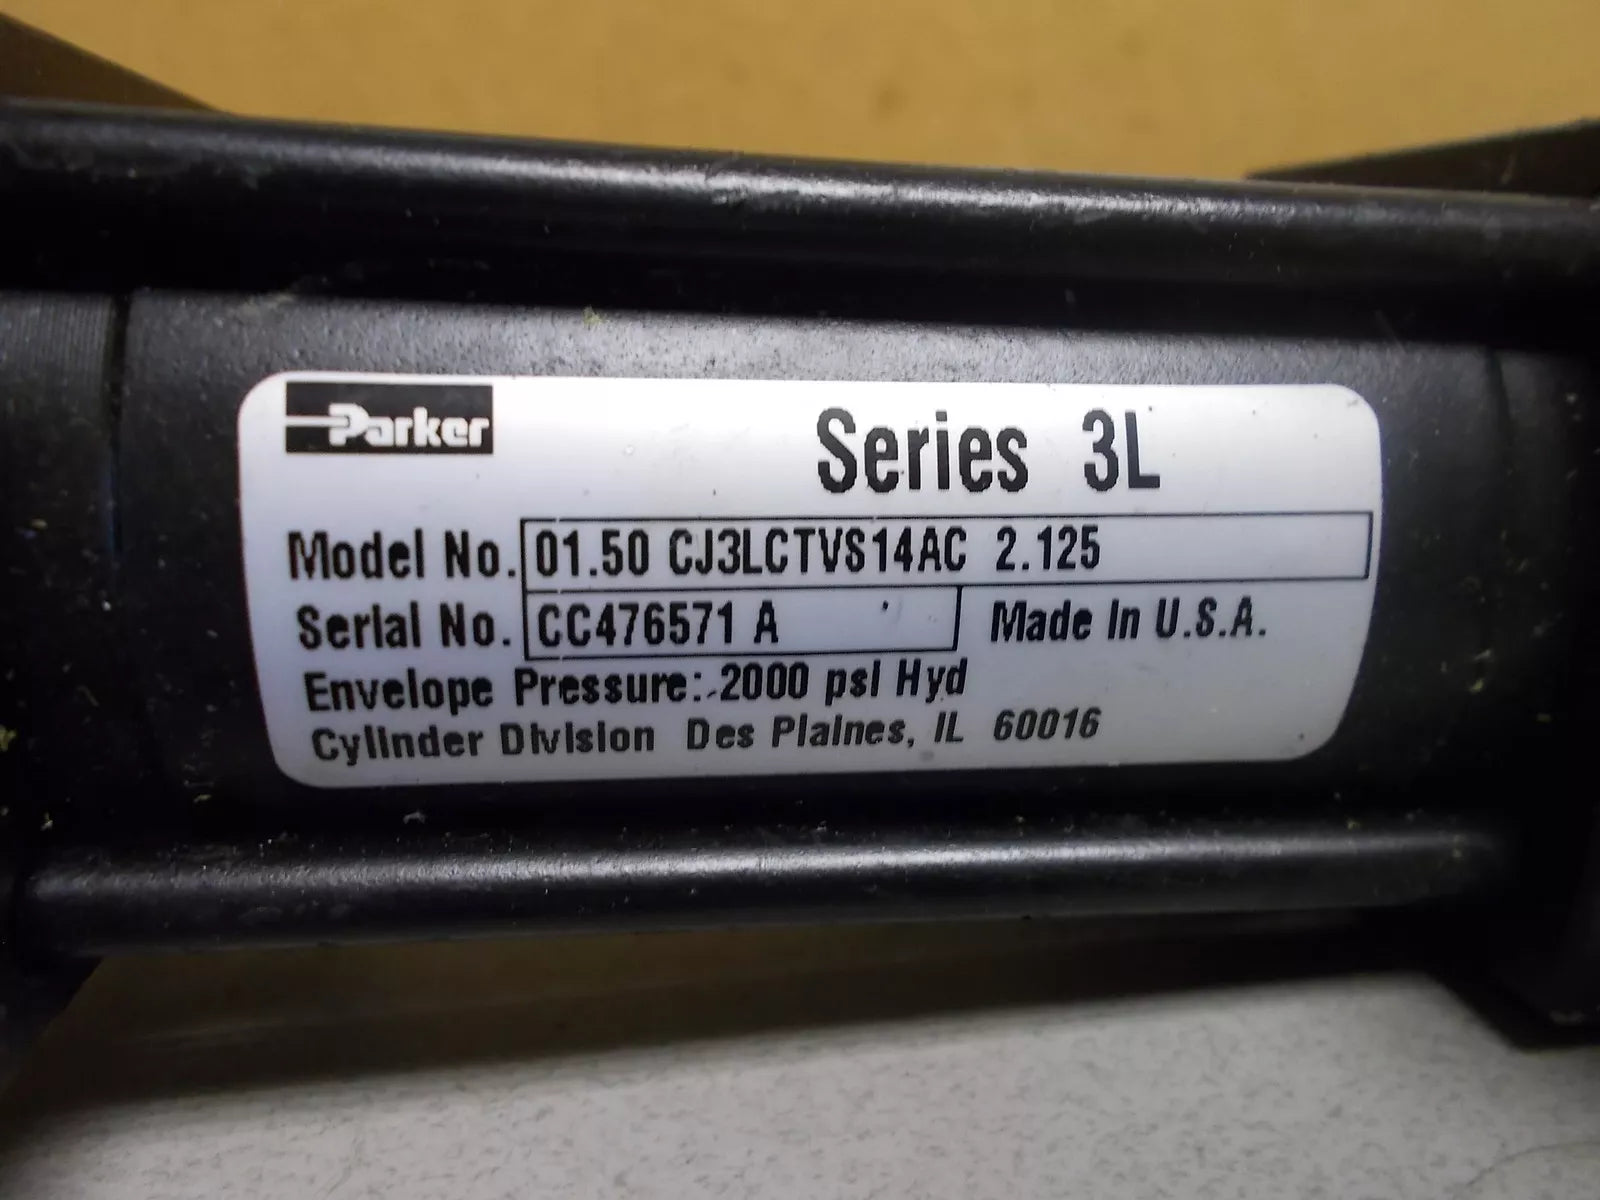 Parker
Series 3L
Model No. 01.50 CJ3LCTVS14AC 2.125
Serial No. CC476571 A Made In U.S.A.
Envelope Pressure: 2000 psi Hyd
Cylinder Division Des Plaines, IL 60016